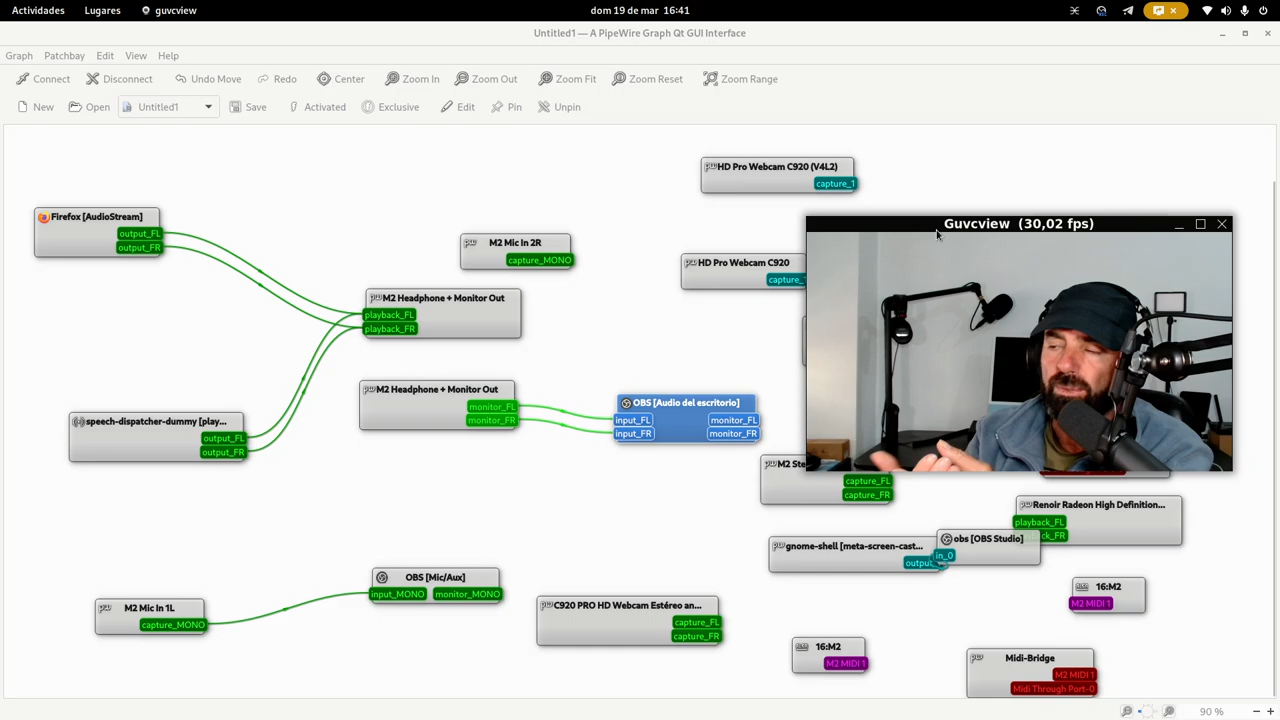 Actividades Lugares guvcview dom 19 de mar 16:41
Untitled1 — A PipeWire Graph Qt GUI Interface
Graph Patchbay Edit View Help
Connect Disconnect Undo Move Redo Center Zoom In Zoom Out Zoom Fit Zoom Reset Zoom Range
New Open Untitled1 Save Activated Exclusive Edit Pin Unpin
HD Pro Webcam C920 (V4L2)
capture_1
Firefox [AudioStream]
output_FL
output_FR
M2 Mic In 2R
capture_MONO
HD Pro Webcam C920
capture_
Guvcview (30,02 fps)
M2 Headphone + Monitor Out
playback_FL
playback_FR
M2 Headphone + Monitor Out
monitor_FL
monitor_FR
OBS [Audio del escritorio]
input_FL monitor_FL
input_FR monitor_FR
speech-dispatcher-dummy [play...
output_FL
output_FR
M2 Ste
capture_FL
capture_FR
Renoir Radeon High Definition...
playback_FL
back_FR
gnome-shell [meta-screen-cast...
output_
obs [OBS Studio]
in_0
OBS [Mic/Aux]
input_MONO monitor_MONO
M2 Mic In 1L
capture_MONO
C920 PRO HD Webcam Estéreo an...
capture_FL
capture_FR
16:M2
M2 MIDI 1
16:M2
M2 MIDI 1
Midi-Bridge
M2 MIDI 1
Midi Through Port-0
90 %